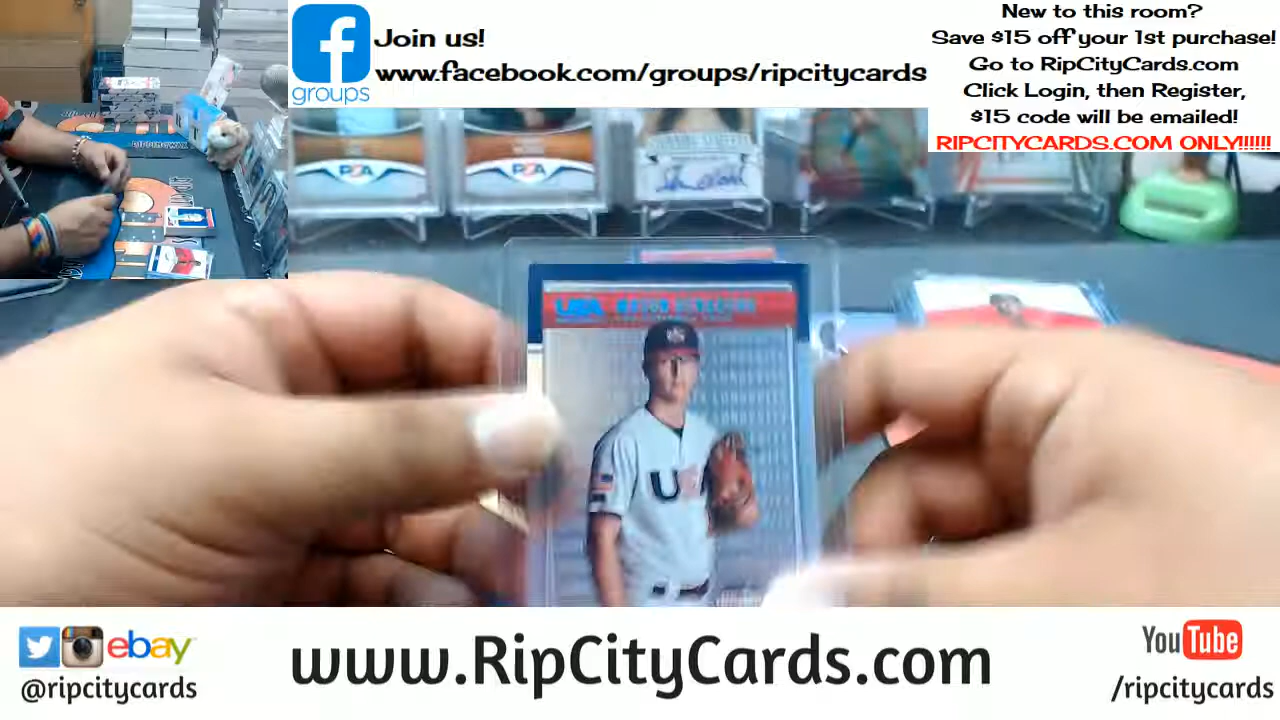 Join us!
www.facebook.com/groups/ripcitycards
groups
New to this room?
Save $15 off your 1st purchase!
Go to RipCityCards.com
Click Login, then Register,
$15 code will be emailed!
RIPCITYCARDS.COM ONLY!!!!!!
PSA
PSA
USA
USA
ebay
@ripcitycards
www.RipCityCards.com
YouTube
/ripcitycards